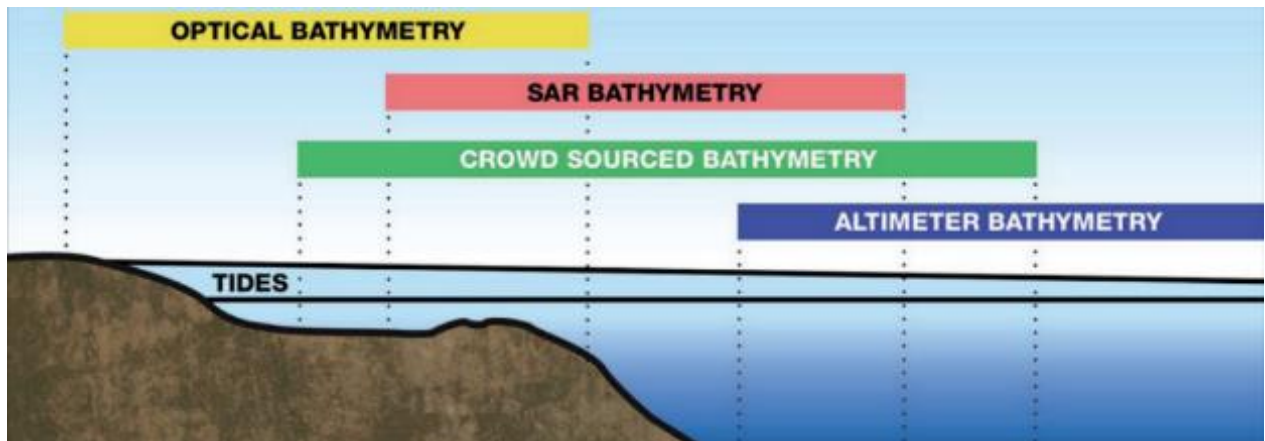 OPTICAL BATHYMETRY
SAR BATHYMETRY
CROWD SOURCED BATHYMETRY
ALTIMETER BATHYMETRY
TIDES